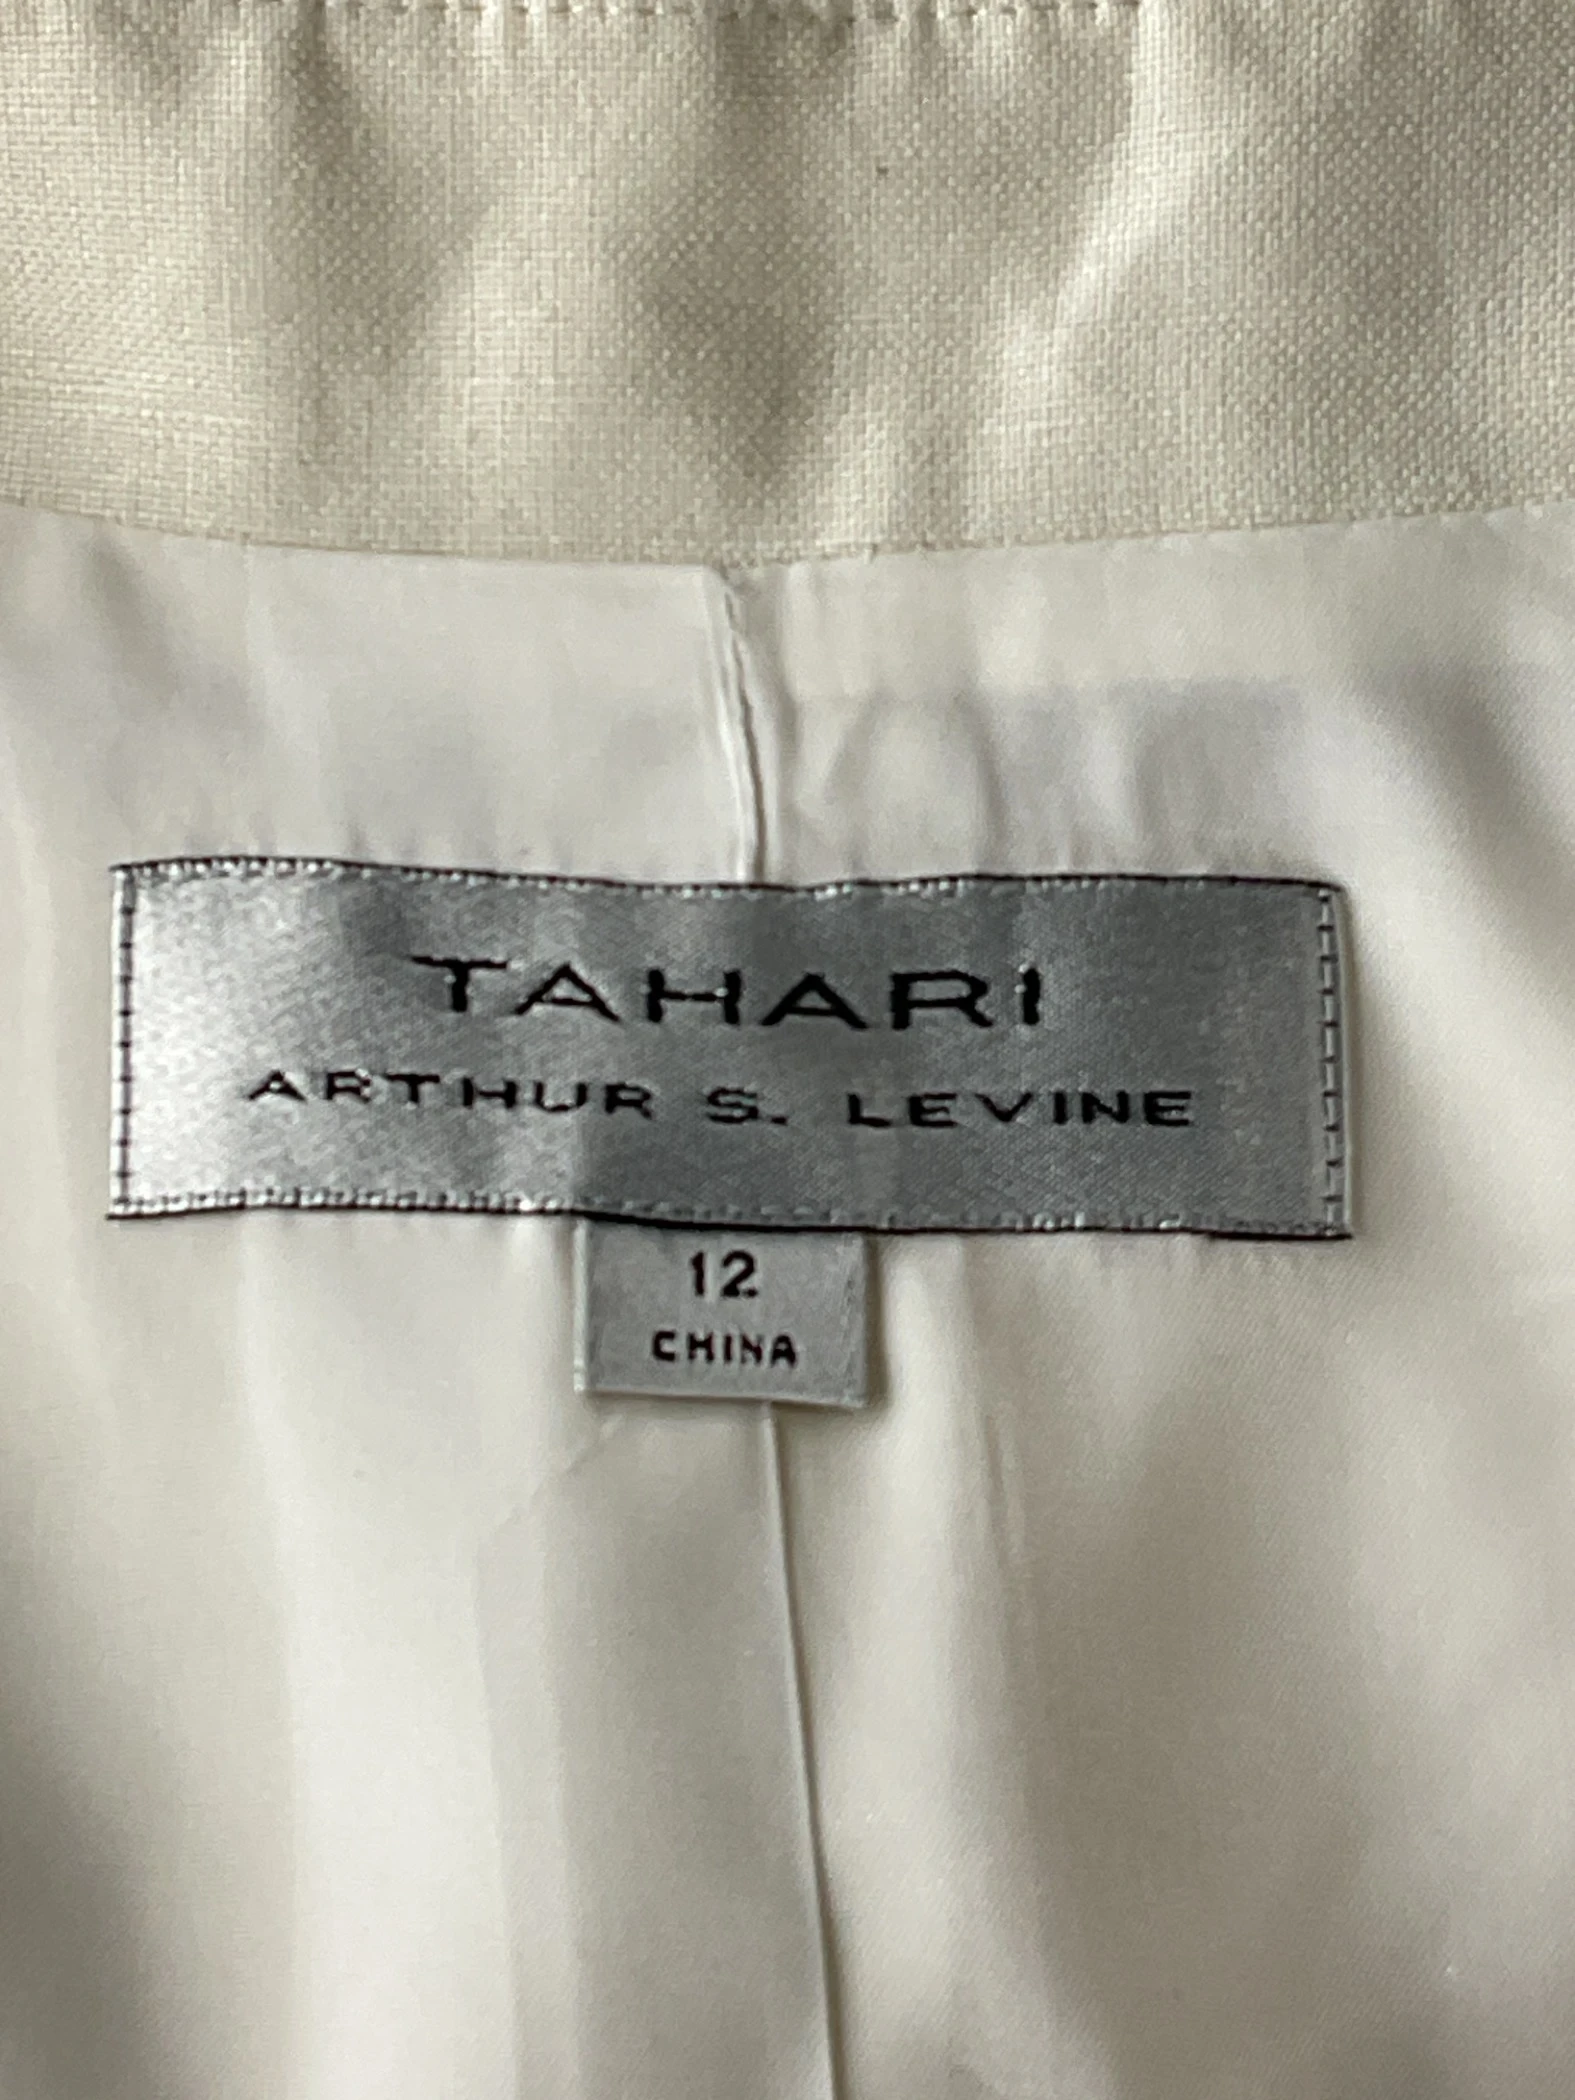 TAHARI
ARTHUR S. LEVINE
12
CHINA